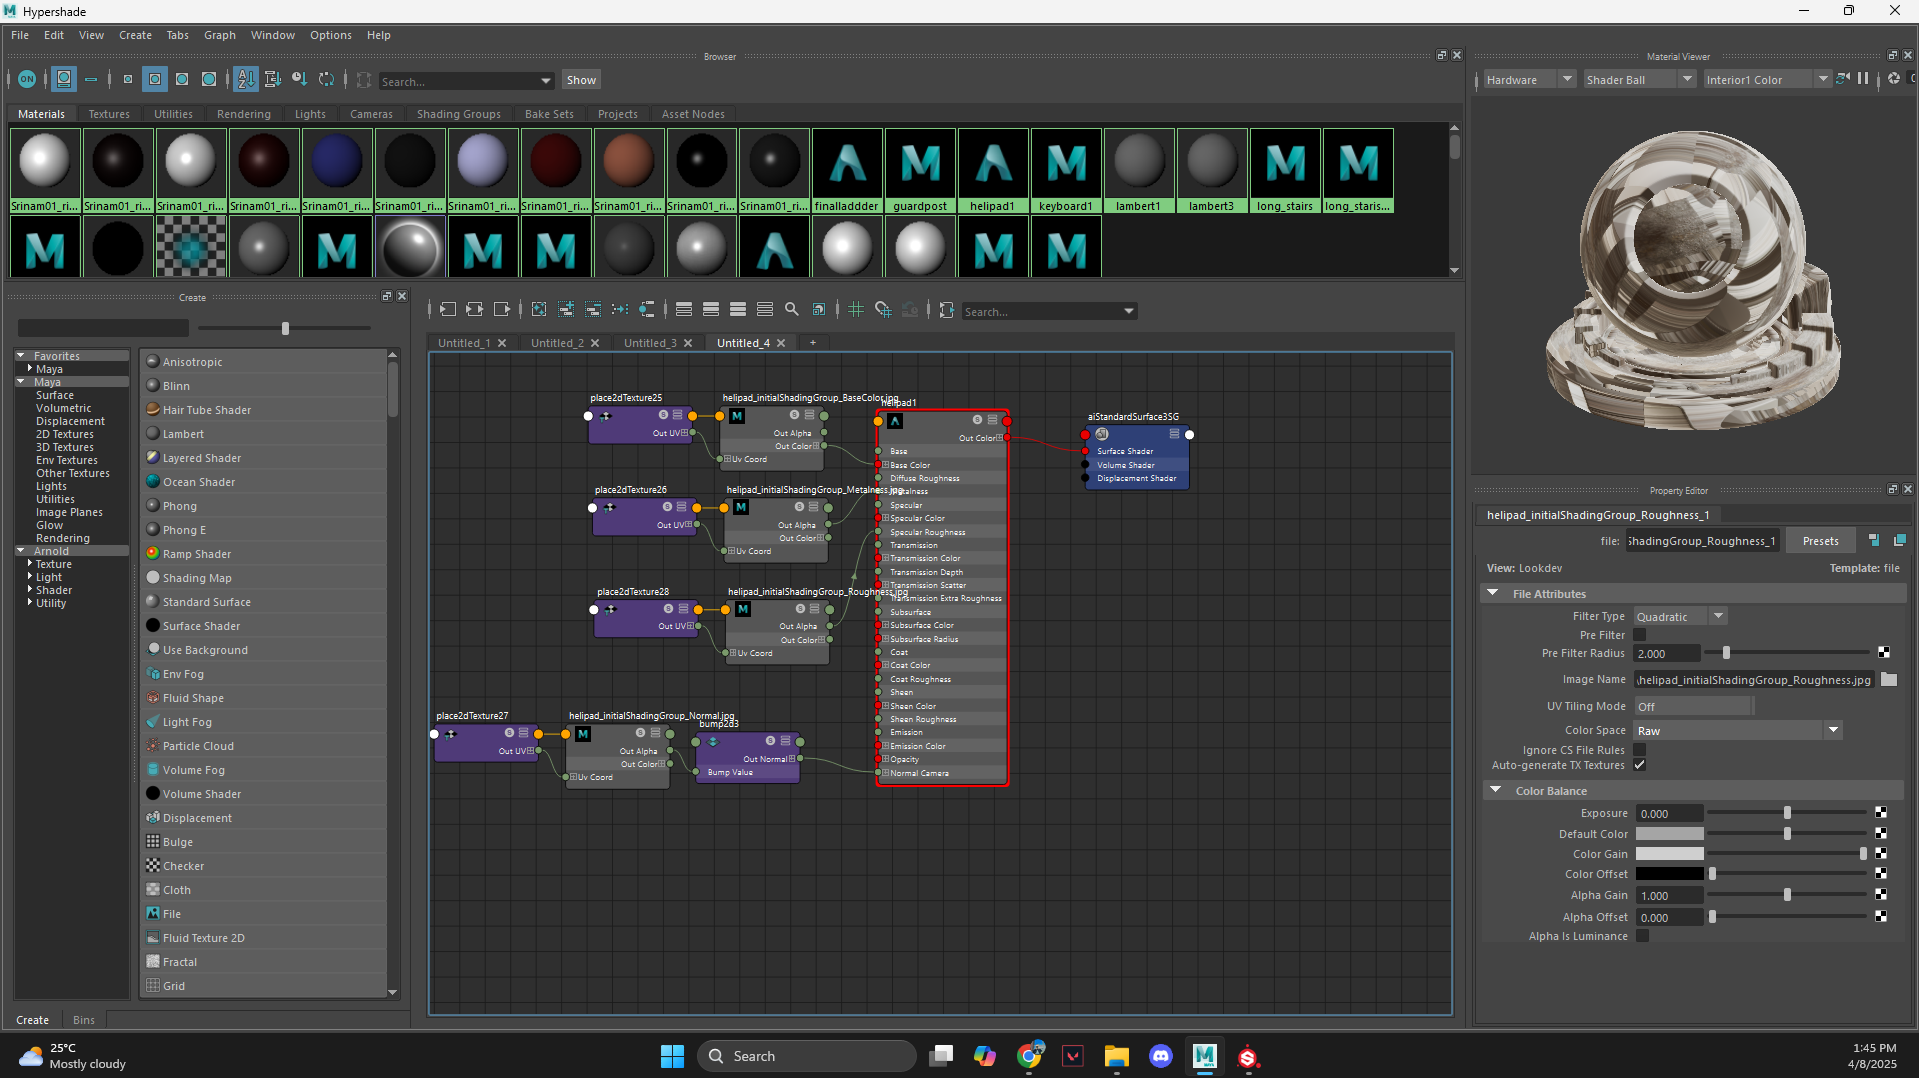 Hypershade
File Edit View Create Tabs Graph Window Options Help
Browser
ON
Search...
Show
Materials Textures Utilities Rendering Lights Cameras Shading Groups Bake Sets Projects Asset Nodes
Srinam01_ri... Srinam01_ri... Srinam01_ri... Srinam01_ri... Srinam01_ri... Srinam01_ri... Srinam01_ri... Srinam01_ri... Srinam01_ri... Srinam01_ri... Srinam01_ri... finalladdder guardpost helipad1 keyboard1 lambert1 lambert3 long_stairs long_staris...
Create
Favorites
Maya
Maya
Surface
Volumetric
Displacement
2D Textures
3D Textures
Env Textures
Other Textures
Lights
Utilities
Image Planes
Glow
Rendering
Arnold
Texture
Light
Shader
Utility
Anisotropic
Blinn
Hair Tube Shader
Lambert
Layered Shader
Ocean Shader
Phong
Phong E
Ramp Shader
Shading Map
Standard Surface
Surface Shader
Use Background
Env Fog
Fluid Shape
Light Fog
Particle Cloud
Volume Fog
Volume Shader
Displacement
Bulge
Checker
Cloth
File
Fluid Texture 2D
Fractal
Grid
Create Bins
Search...
Untitled_1 Untitled_2 Untitled_3 Untitled_4 +
place2dTexture25
Out UV
helipad_initialShadingGroup_BaseColor.jpg
Out Alpha
Out Color
Uv Coord
place2dTexture26
Out UV
helipad_initialShadingGroup_Metalness.jpg
Out Alpha
Out Color
Uv Coord
place2dTexture28
Out UV
helipad_initialShadingGroup_Roughness.jpg
Out Alpha
Out Color
Uv Coord
place2dTexture27
Out UV
helipad_initialShadingGroup_Normal.jpg
Out Alpha
Out Color
Uv Coord
bump2d3
Out Normal
Bump Value
helipad1
Out Color
Base
Base Color
Diffuse Roughness
Metalness
Specular
Specular Color
Specular Roughness
Transmission
Transmission Color
Transmission Depth
Transmission Scatter
Transmission Extra Roughness
Subsurface
Subsurface Color
Subsurface Radius
Coat
Coat Color
Coat Roughness
Sheen
Sheen Color
Sheen Roughness
Emission
Emission Color
Opacity
Normal Camera
aiStandardSurface3SG
Surface Shader
Volume Shader
Displacement Shader
Material Viewer
Hardware Shader Ball Interior1 Color
Property Editor
helipad_initialShadingGroup_Roughness_1
file: ShadingGroup_Roughness_1 Presets
View: Lookdev Template: file
File Attributes
Filter Type Quadratic
Pre Filter
Pre Filter Radius 2.000
Image Name \helipad_initialShadingGroup_Roughness.jpg
UV Tiling Mode Off
Color Space Raw
Ignore CS File Rules
Auto-generate TX Textures
Color Balance
Exposure 0.000
Default Color
Color Gain
Color Offset
Alpha Gain 1.000
Alpha Offset 0.000
Alpha Is Luminance
25°C
Mostly cloudy
Search
1:45 PM
4/8/2025